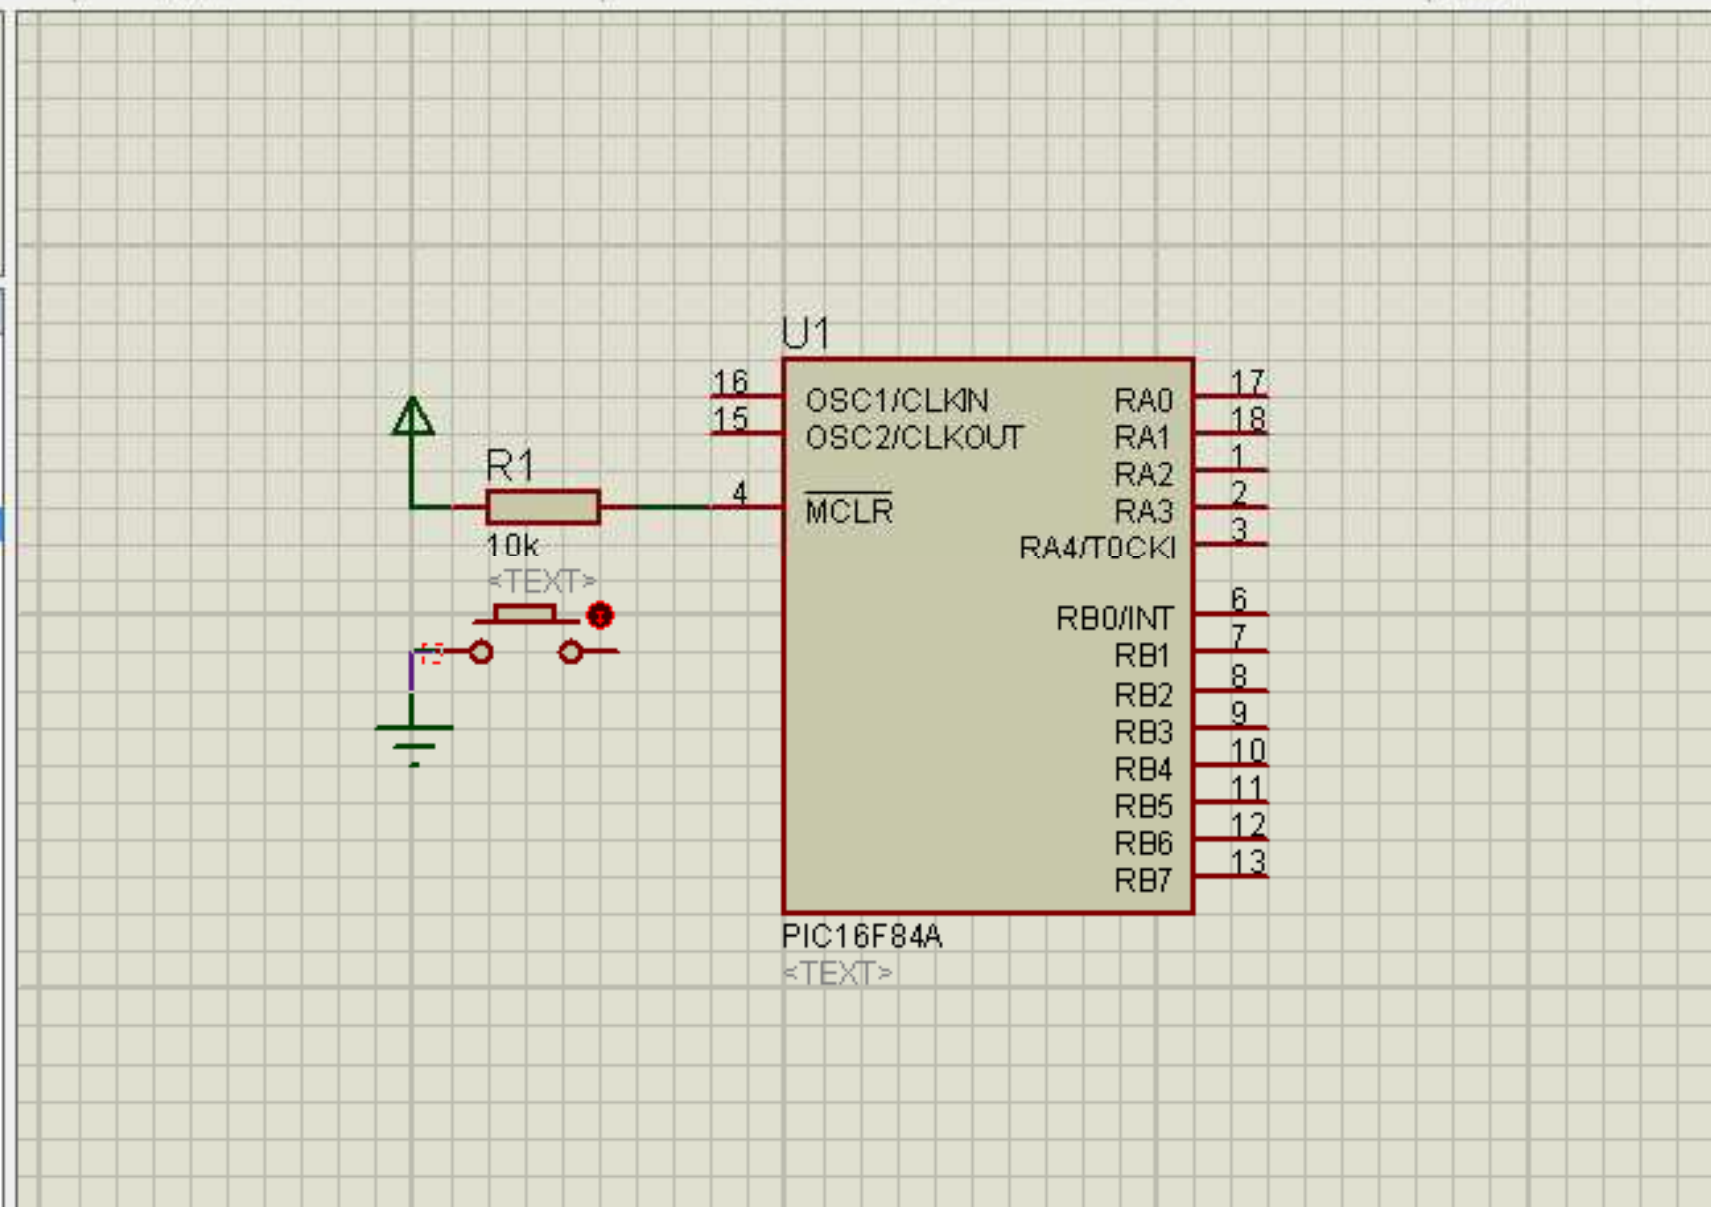 U1
16
OSC1/CLKIN
RA0
17
15
OSC2/CLKOUT
RA1
18
RA2
1
R1
4
MCLR
RA3
2
10k
RA4/T0CKI
3
<TEXT>
RB0/INT
6
RB1
7
RB2
8
RB3
9
RB4
10
RB5
11
RB6
12
RB7
13
PIC16F84A
<TEXT>